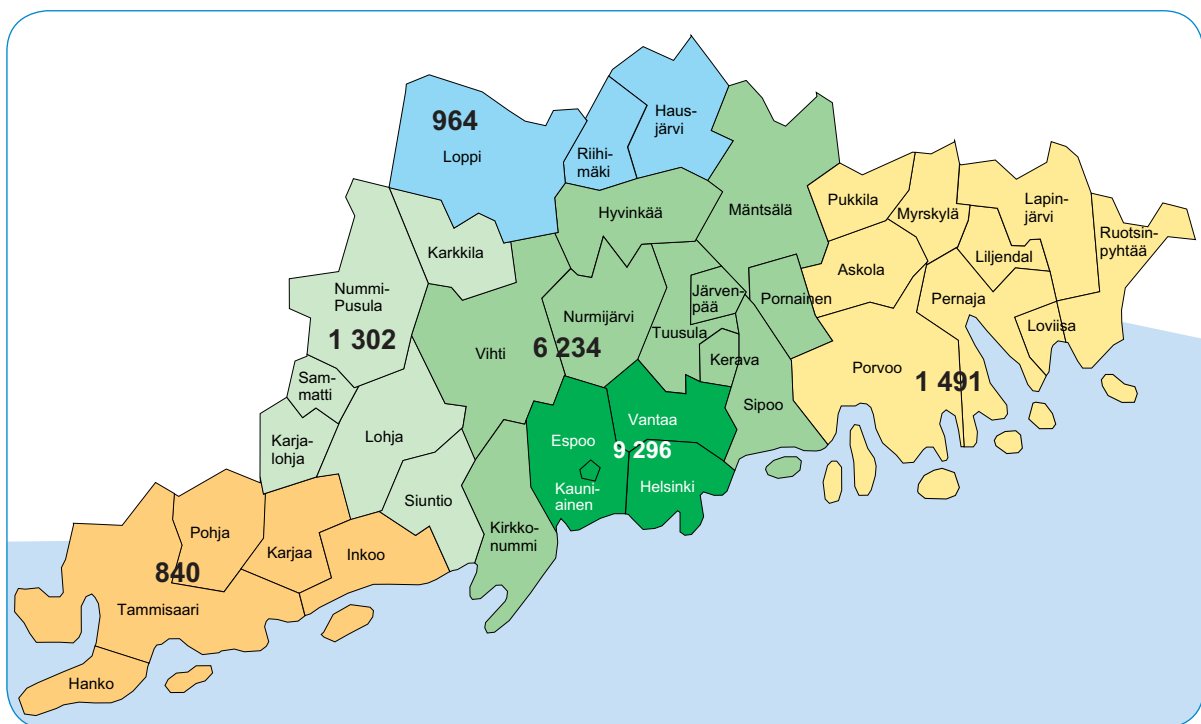 964
Loppi
Riihi-
mäki
Haus-
järvi
Hyvinkää
Mäntsälä
Pukkila
Myrskylä
Lapin-
järvi
Ruotsin-
pyhtää
Liljendal
Askola
Pernaja
Loviisa
Porvoo
1 491
Karkkila
Nummi-
Pusula
1 302
Sam-
matti
Karja-
lohja
Lohja
Siuntio
Vihti
Nurmijärvi
6 234
Tuusula
Järven-
pää
Pornainen
Kerava
Sipoo
Kirkko-
nummi
Espoo
Vantaa
9 296
Kauni-
ainen
Helsinki
Pohja
Karjaa
Inkoo
840
Tammisaari
Hanko